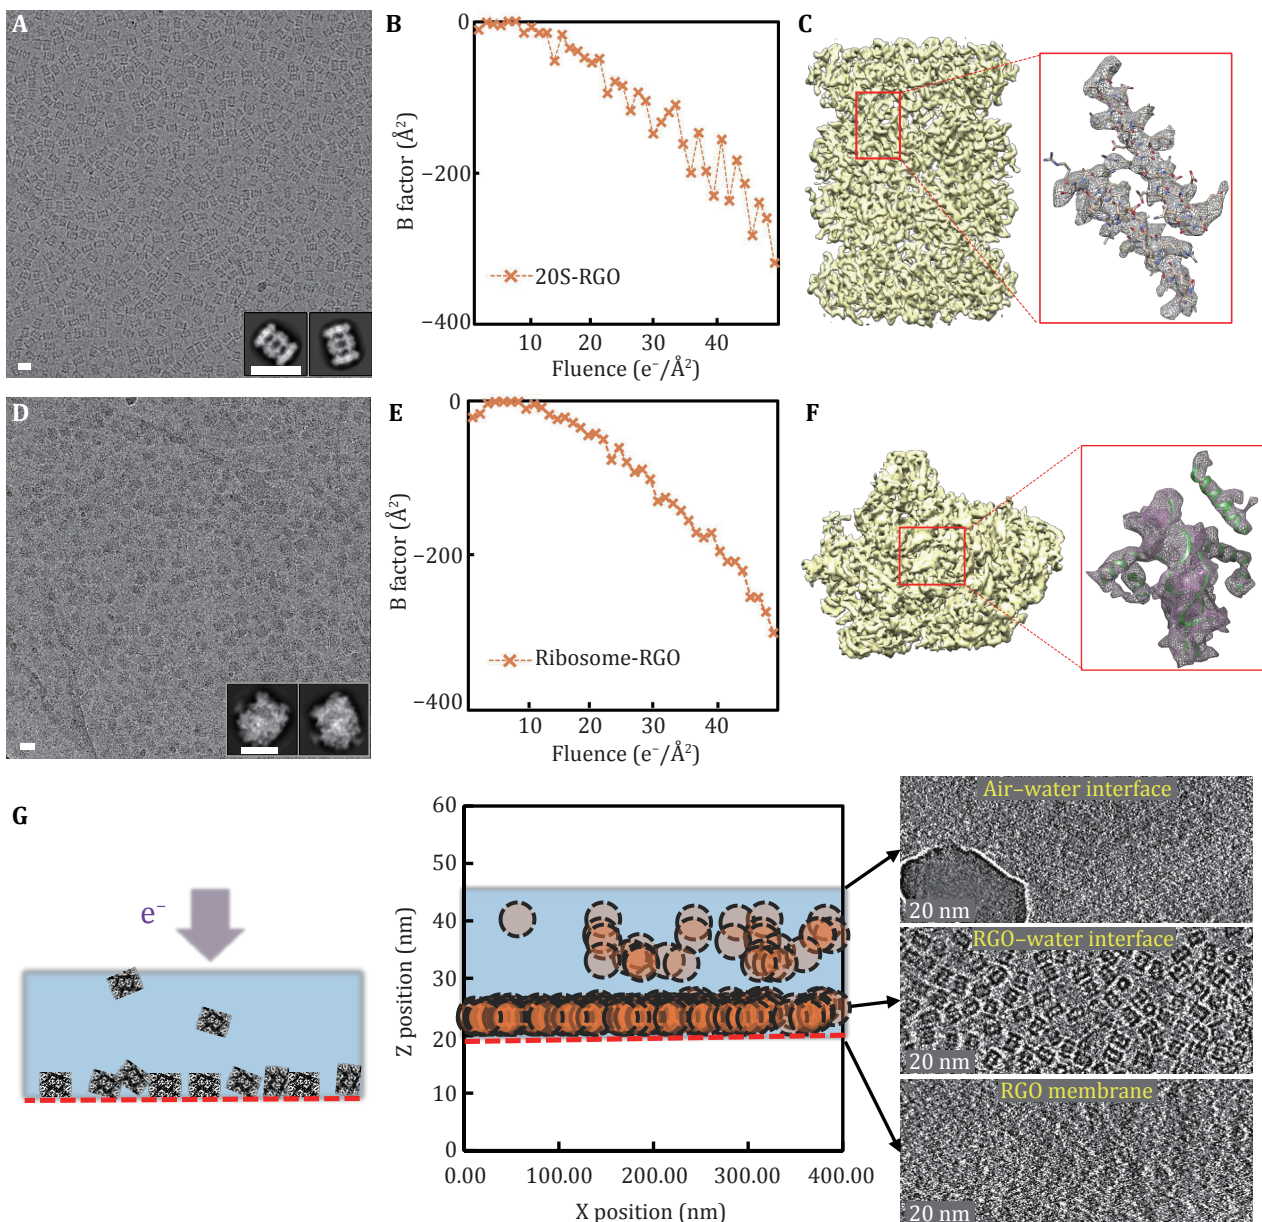 A
B
0
−200
−400
B factor (Å²)
20S-RGO
10
20
30
40
Fluence (e⁻/Å²)
C
D
E
0
−200
−400
B factor (Å²)
Ribosome-RGO
10
20
30
40
Fluence (e⁻/Å²)
F
G
e⁻
60
50
40
30
20
10
0
Z position (nm)
0.00
100.00
200.00
300.00
400.00
X position (nm)
Air–water interface
20 nm
RGO–water interface
20 nm
RGO membrane
20 nm